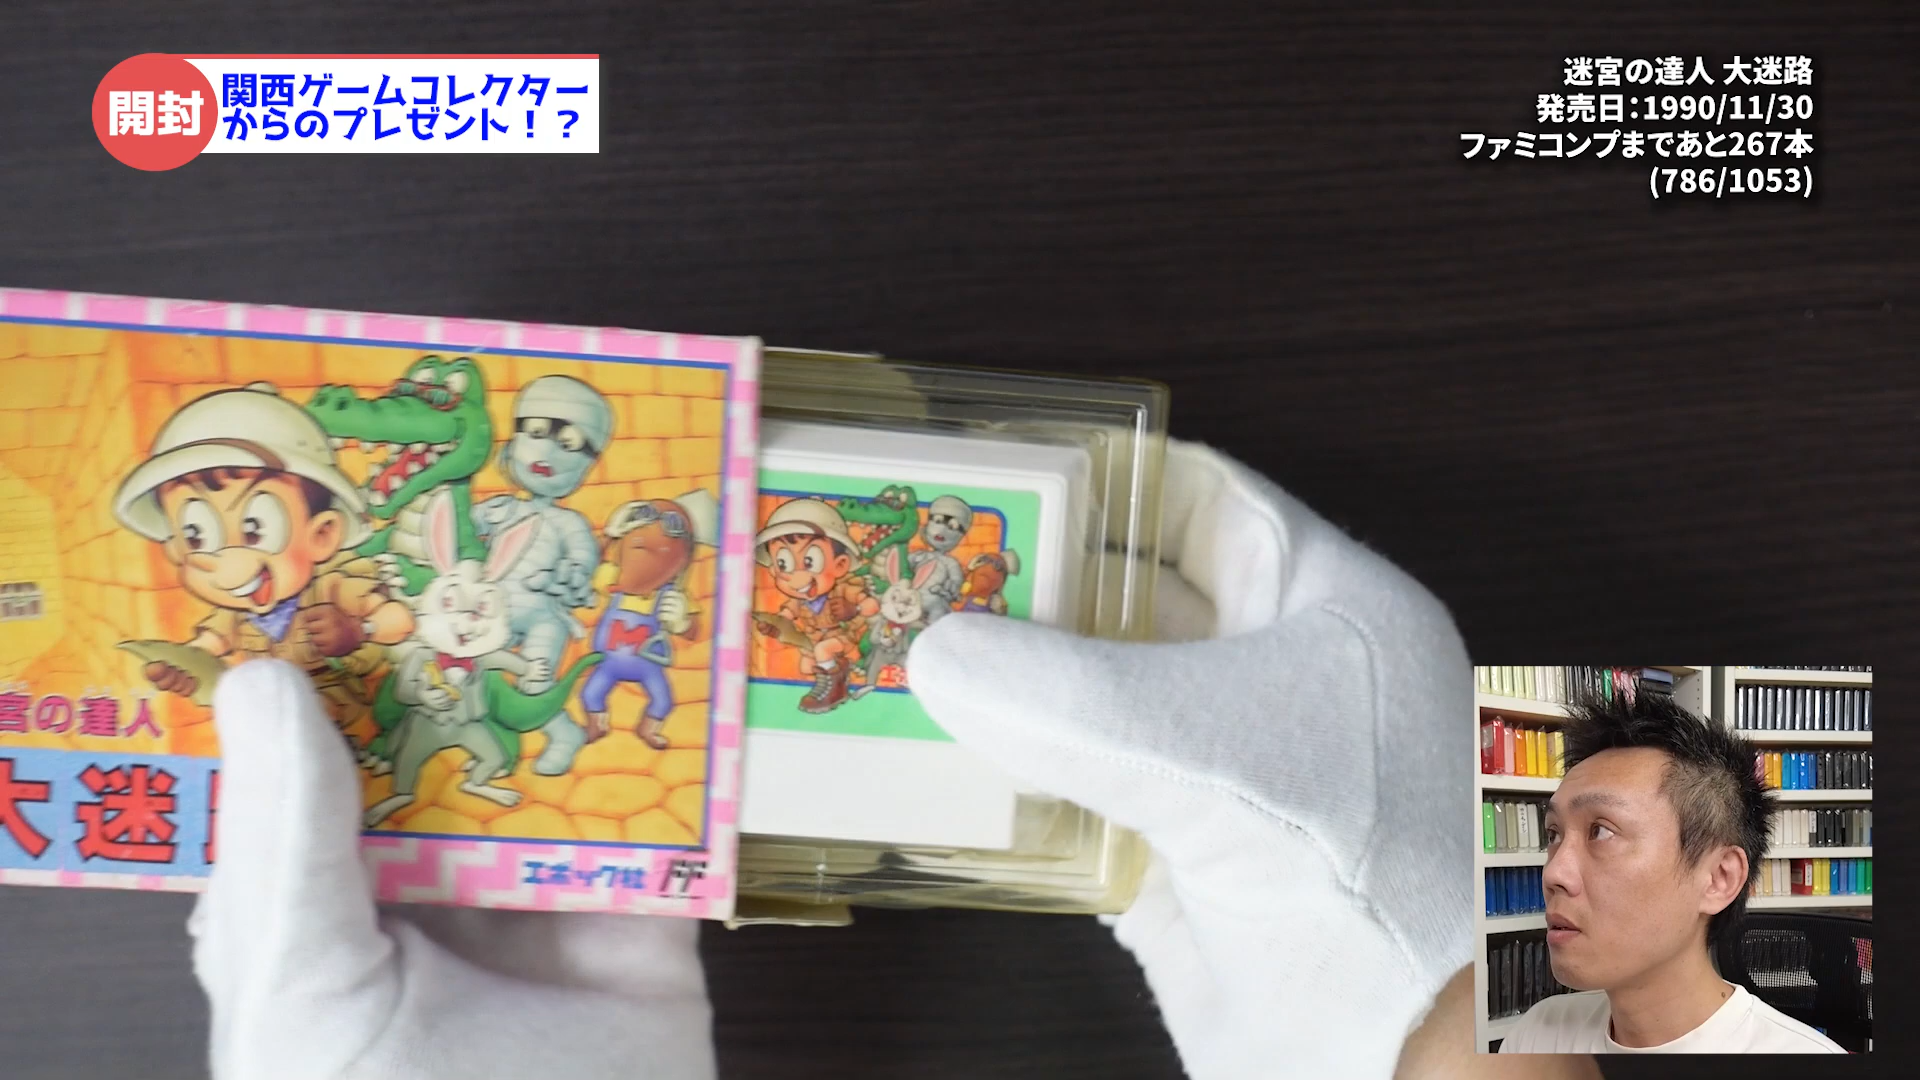 開封
関西ゲームコレクター
からのプレゼント！？
迷宮の達人 大迷路
発売日：1990/11/30
ファミコンプまであと267本
(786/1053)
宮の達人
大迷
M
エポック社